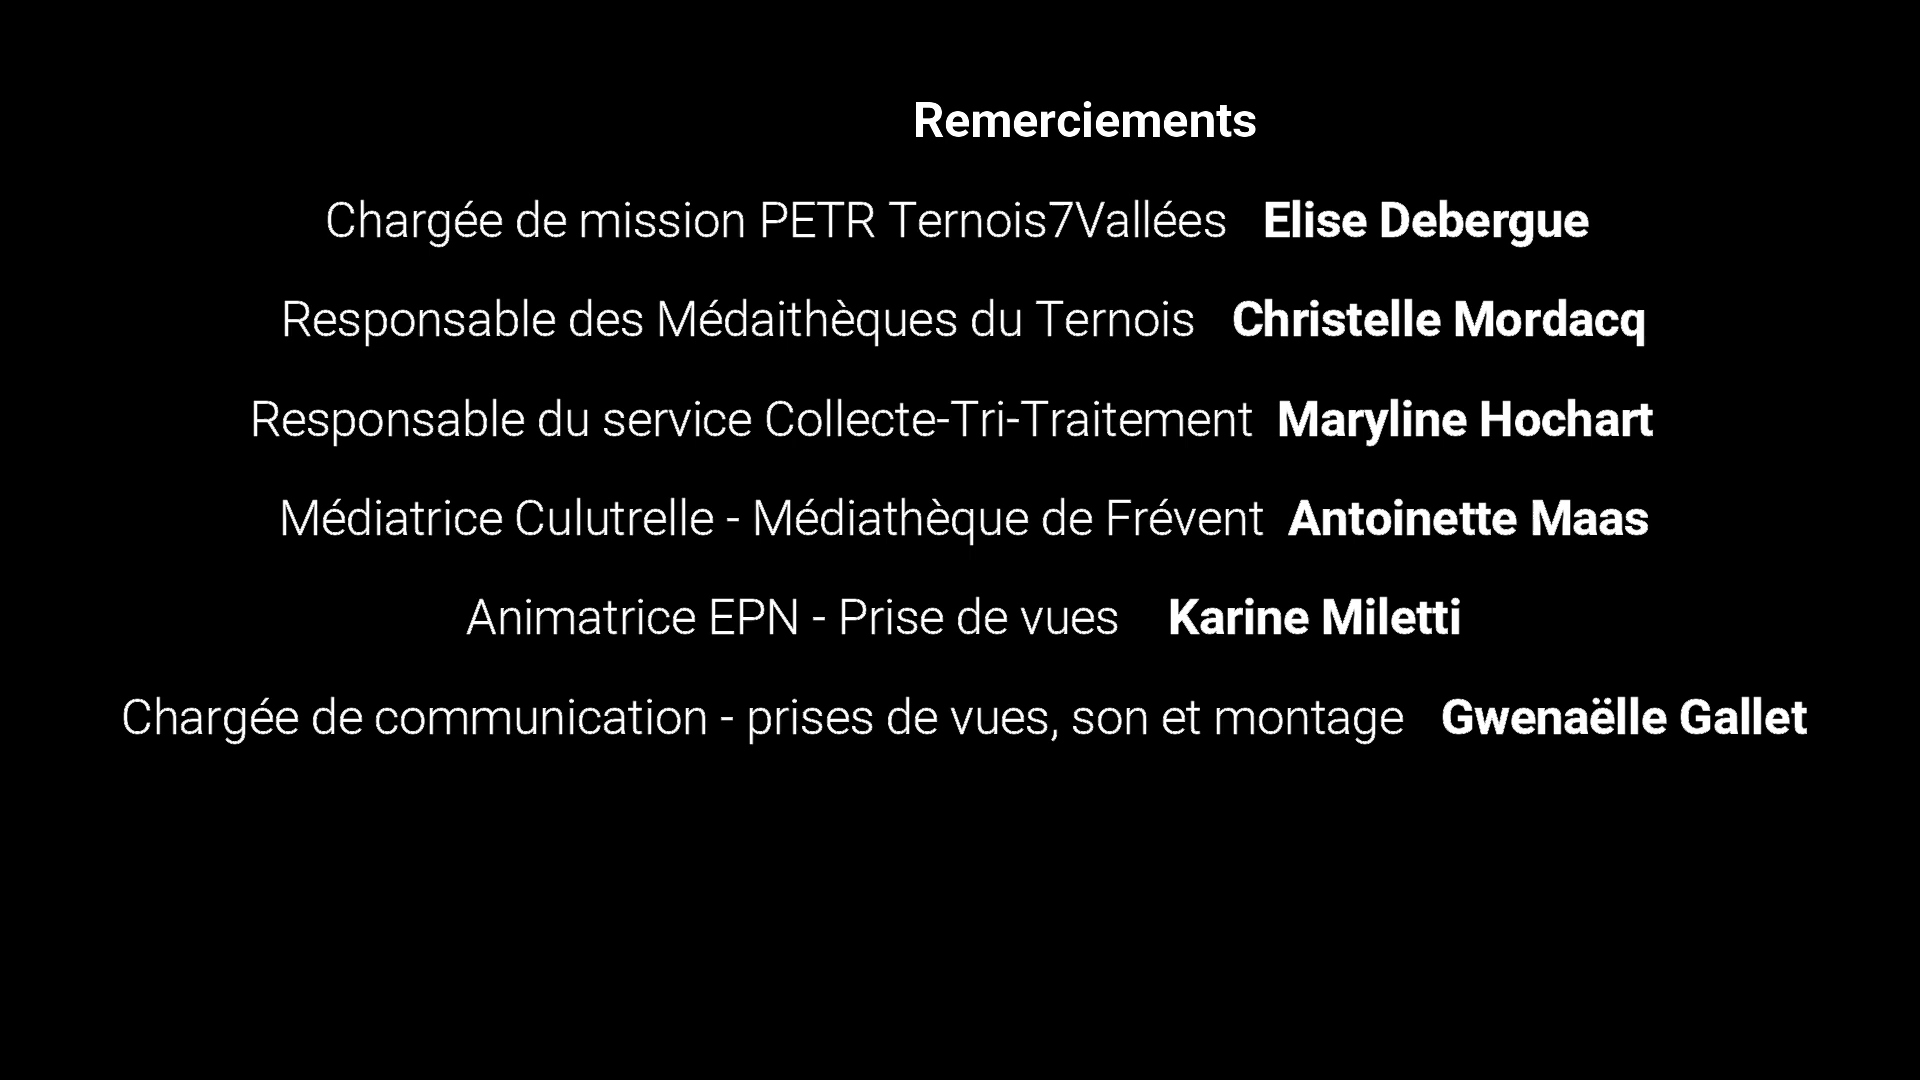 Remerciements
Chargée de mission PETR Ternois7Vallées Elise Debergue
Responsable des Médaithèques du Ternois Christelle Mordacq
Responsable du service Collecte-Tri-Traitement Maryline Hochart
Médiatrice Culutrelle - Médiathèque de Frévent Antoinette Maas
Animatrice EPN - Prise de vues Karine Miletti
Chargée de communication - prises de vues, son et montage Gwenaëlle Gallet